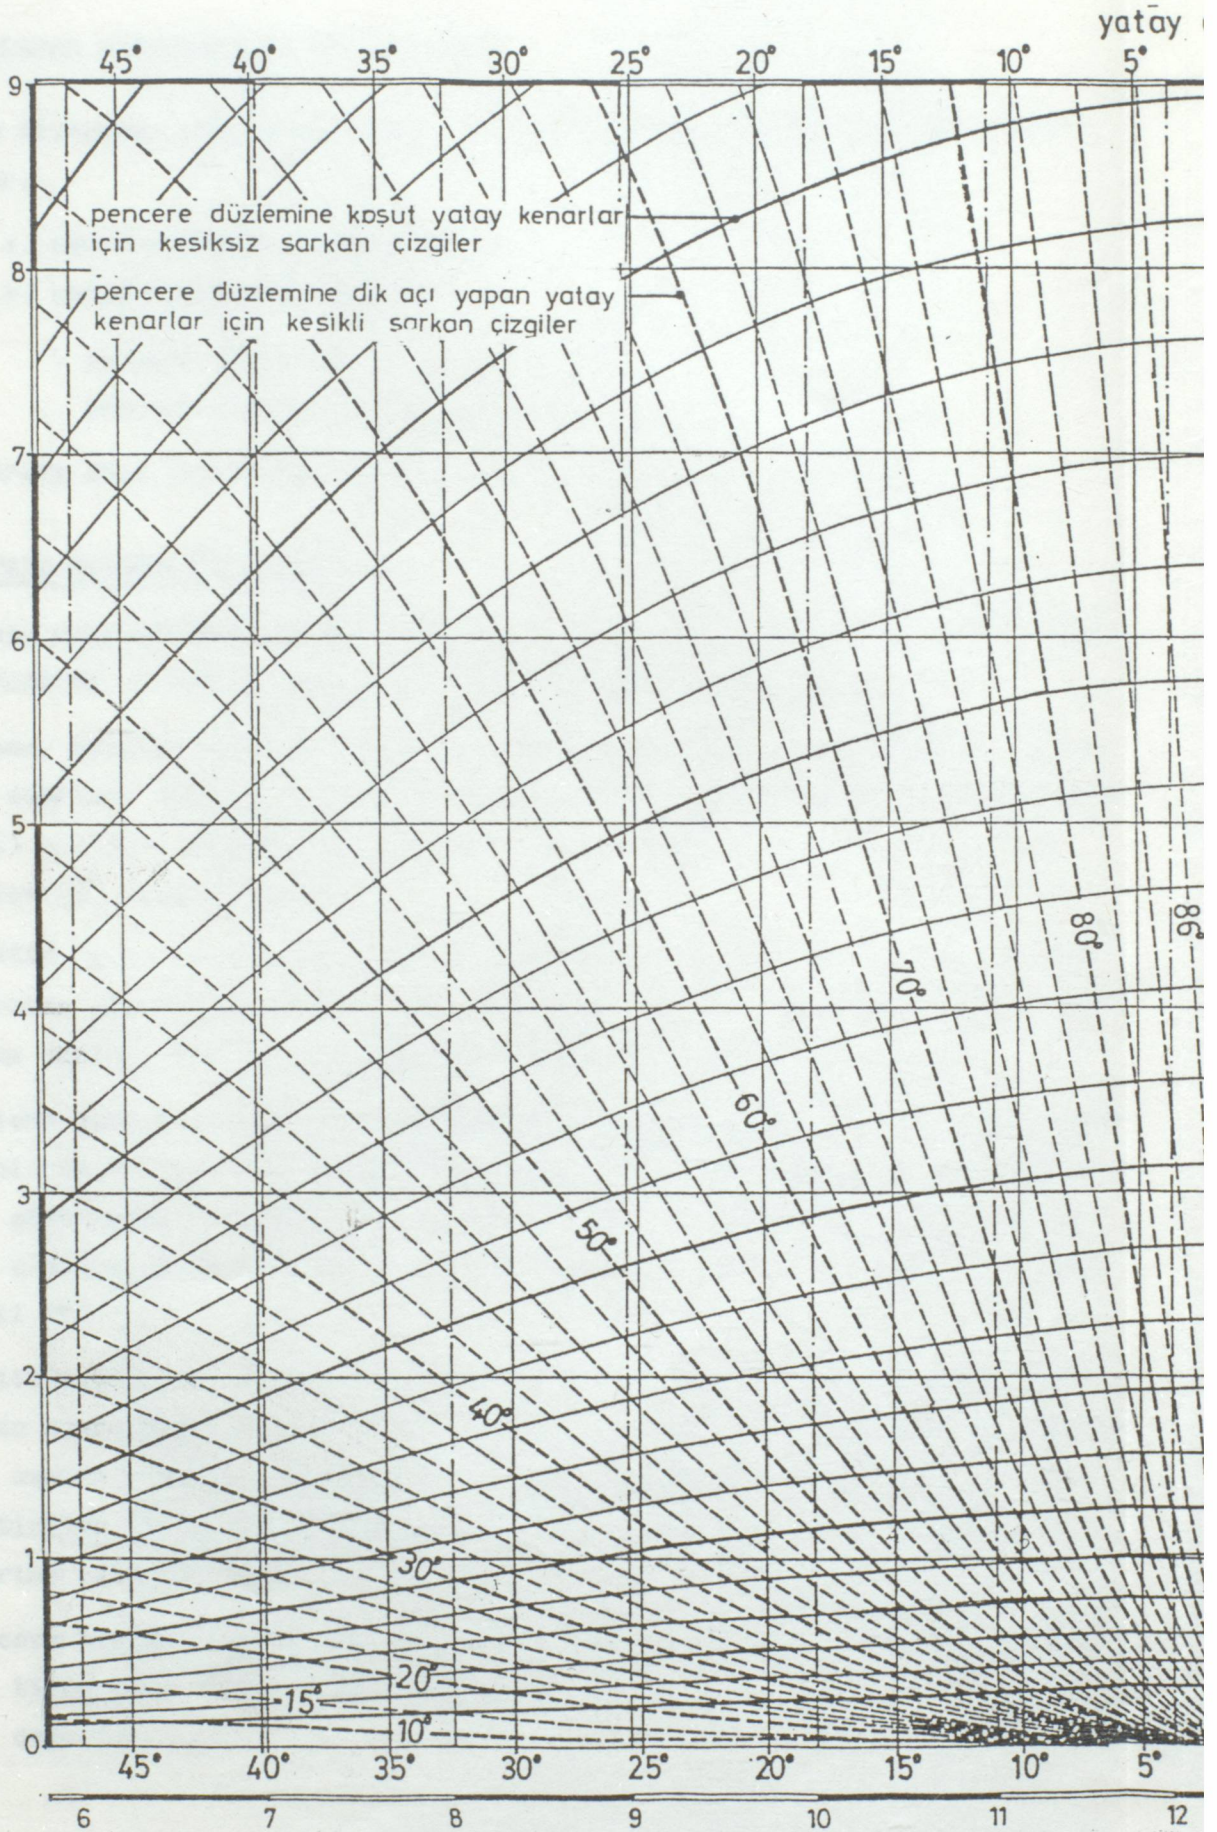 yatay
45° 40° 35° 30° 25° 20° 15° 10° 5°
9
pencere düzlemine koşut yatay kenarlar
için kesiksiz sarkan çizgiler
8
pencere düzlemine dik açı yapan yatay
kenarlar için kesikli sarkan çizgiler
7
6
5
80° 86°
70°
4
60°
3
50°
2
40°
1
30°
20°
15°
10°
0
45° 40° 35° 30° 25° 20° 15° 10° 5°
6 7 8 9 10 11 12